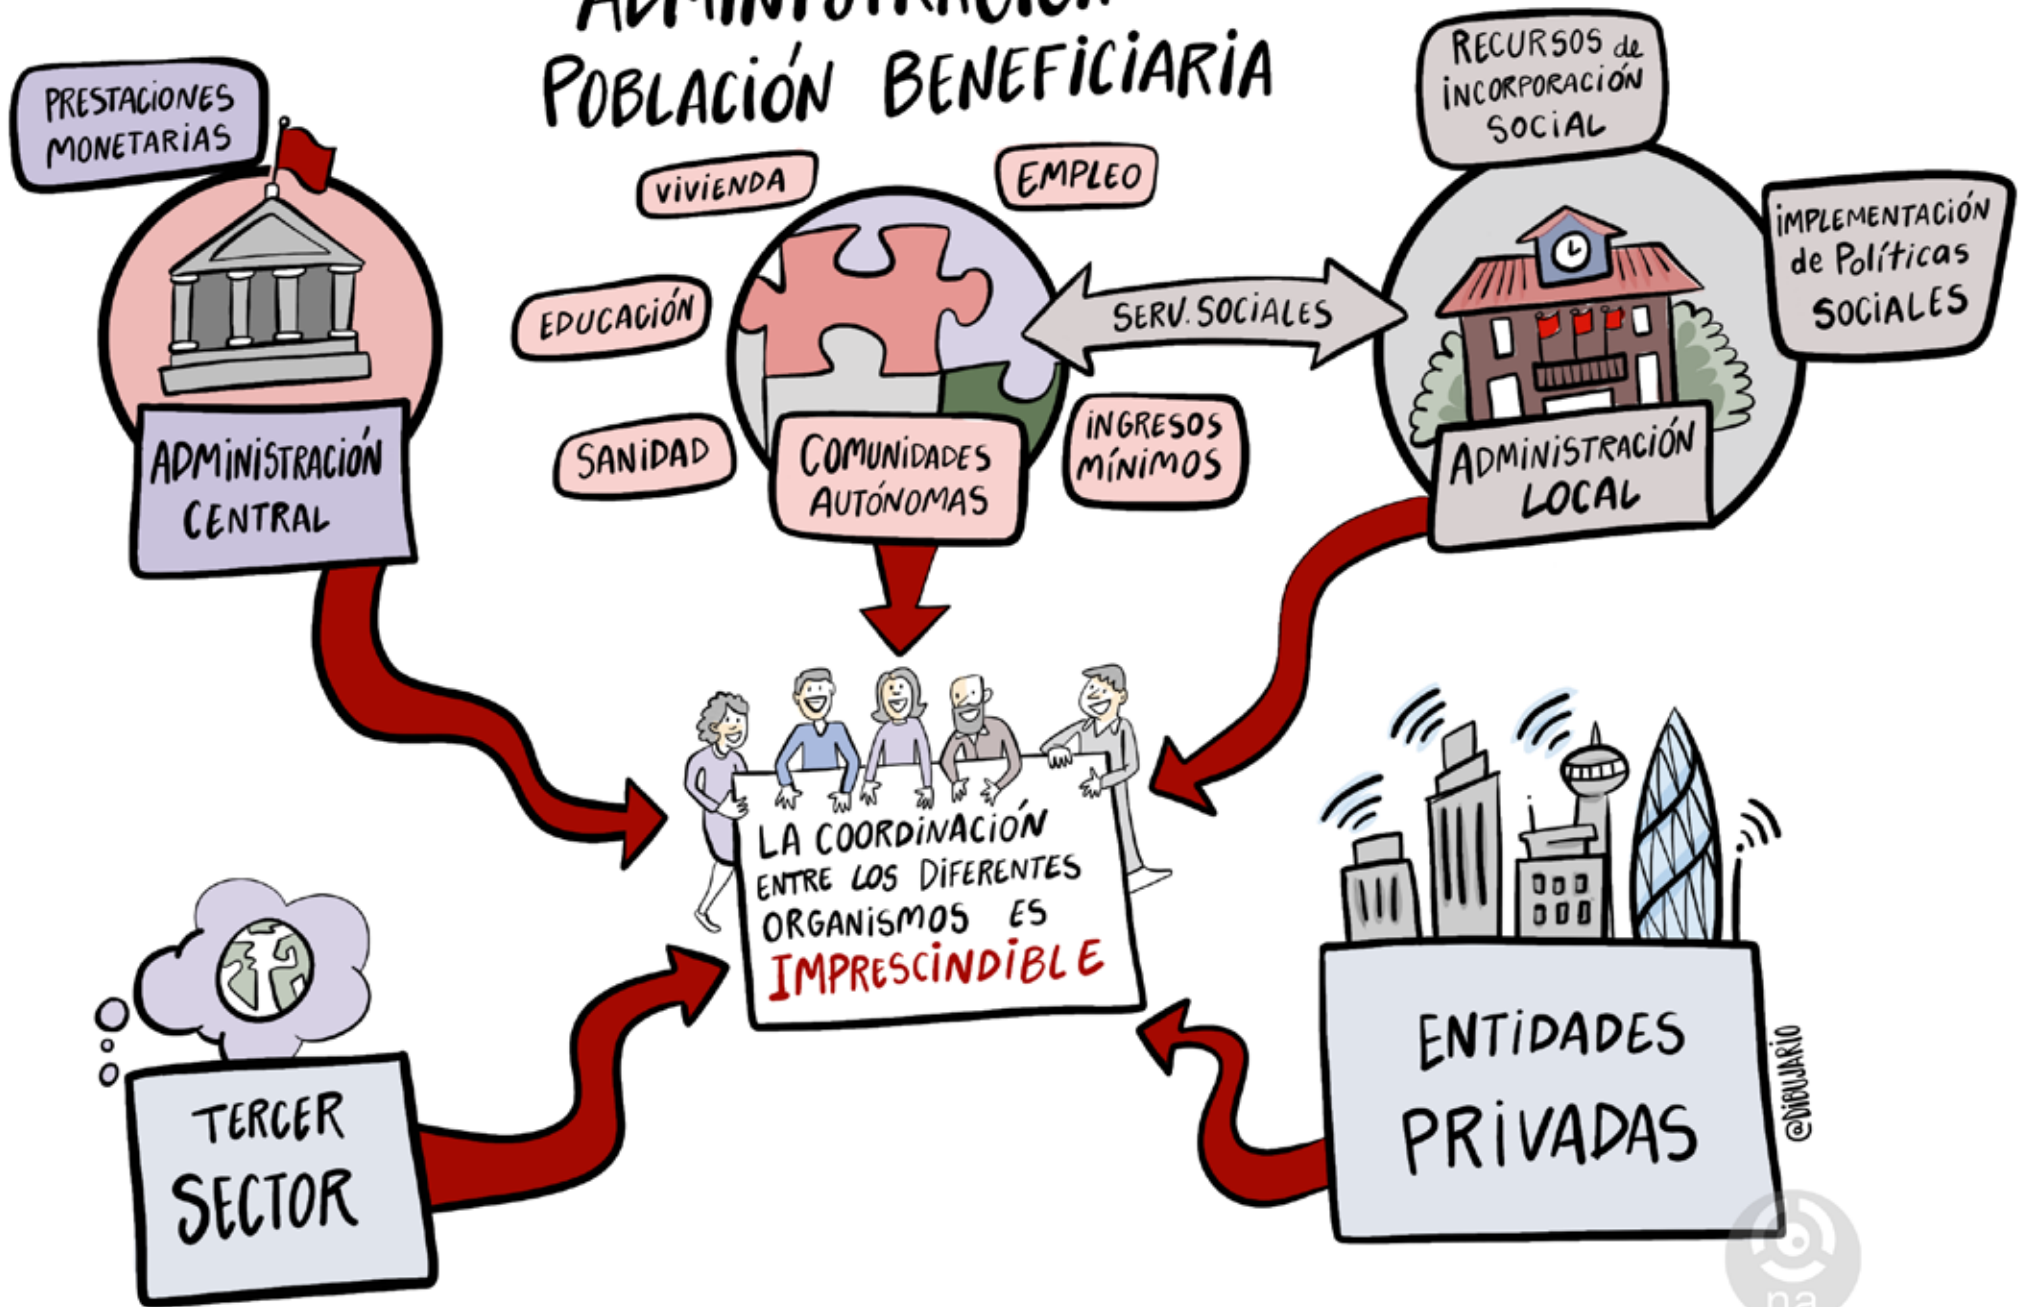 ADMINISTRACIÓN
POBLACIÓN BENEFICIARIA
PRESTACIONES
MONETARIAS
ADMINISTRACIÓN
CENTRAL
VIVIENDA
EMPLEO
EDUCACIÓN
SANIDAD
COMUNIDADES
AUTÓNOMAS
INGRESOS
MÍNIMOS
SERV. SOCIALES
RECURSOS de
INCORPORACIÓN
SOCIAL
IMPLEMENTACIÓN
de Políticas
SOCIALES
ADMINISTRACIÓN
LOCAL
LA COORDINACIÓN
ENTRE LOS DIFERENTES
ORGANISMOS ES
IMPRESCINDIBLE
TERCER
SECTOR
ENTIDADES
PRIVADAS
@DIBUJARIO
na